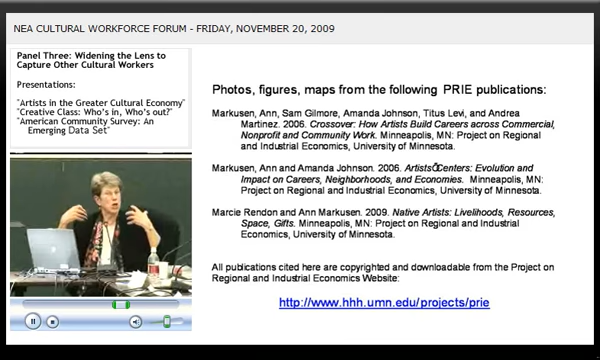 NEA CULTURAL WORKFORCE FORUM - FRIDAY, NOVEMBER 20, 2009
Panel Three: Widening the Lens to
Capture Other Cultural Workers
Presentations:
"Artists in the Greater Cultural Economy"
"Creative Class: Who's in, Who's out?"
"American Community Survey: An
Emerging Data Set"
Photos, figures, maps from the following PRIE publications:
Markusen, Ann, Sam Gilmore, Amanda Johnson, Titus Levi, and Andrea
Martinez. 2006. Crossover: How Artists Build Careers across Commercial,
Nonprofit and Community Work. Minneapolis, MN: Project on Regional
and Industrial Economics, University of Minnesota.
Markusen, Ann and Amanda Johnson. 2006. ArtistsÕCenters: Evolution and
Impact on Careers, Neighborhoods, and Economies. Minneapolis, MN:
Project on Regional and Industrial Economics, University of Minnesota.
Marcie Rendon and Ann Markusen. 2009. Native Artists: Livelihoods, Resources,
Space, Gifts. Minneapolis, MN: Project on Regional and Industrial
Economics, University of Minnesota.
All publications cited here are copyrighted and downloadable from the Project on
Regional and Industrial Economics Website:
http://www.hhh.umn.edu/projects/prie